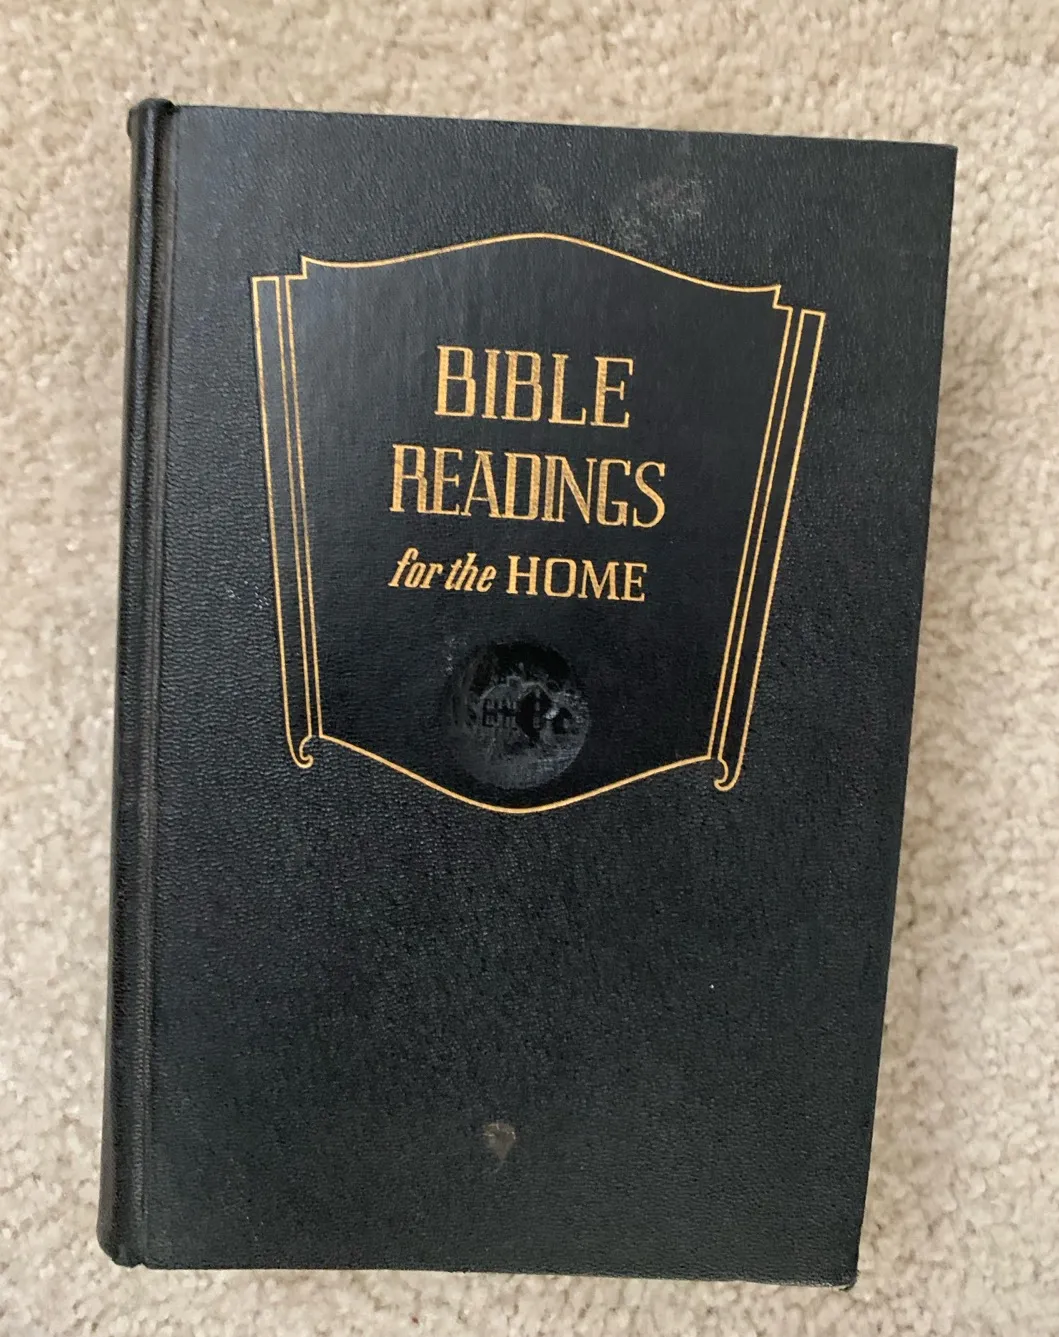 BIBLE
READINGS
for the HOME